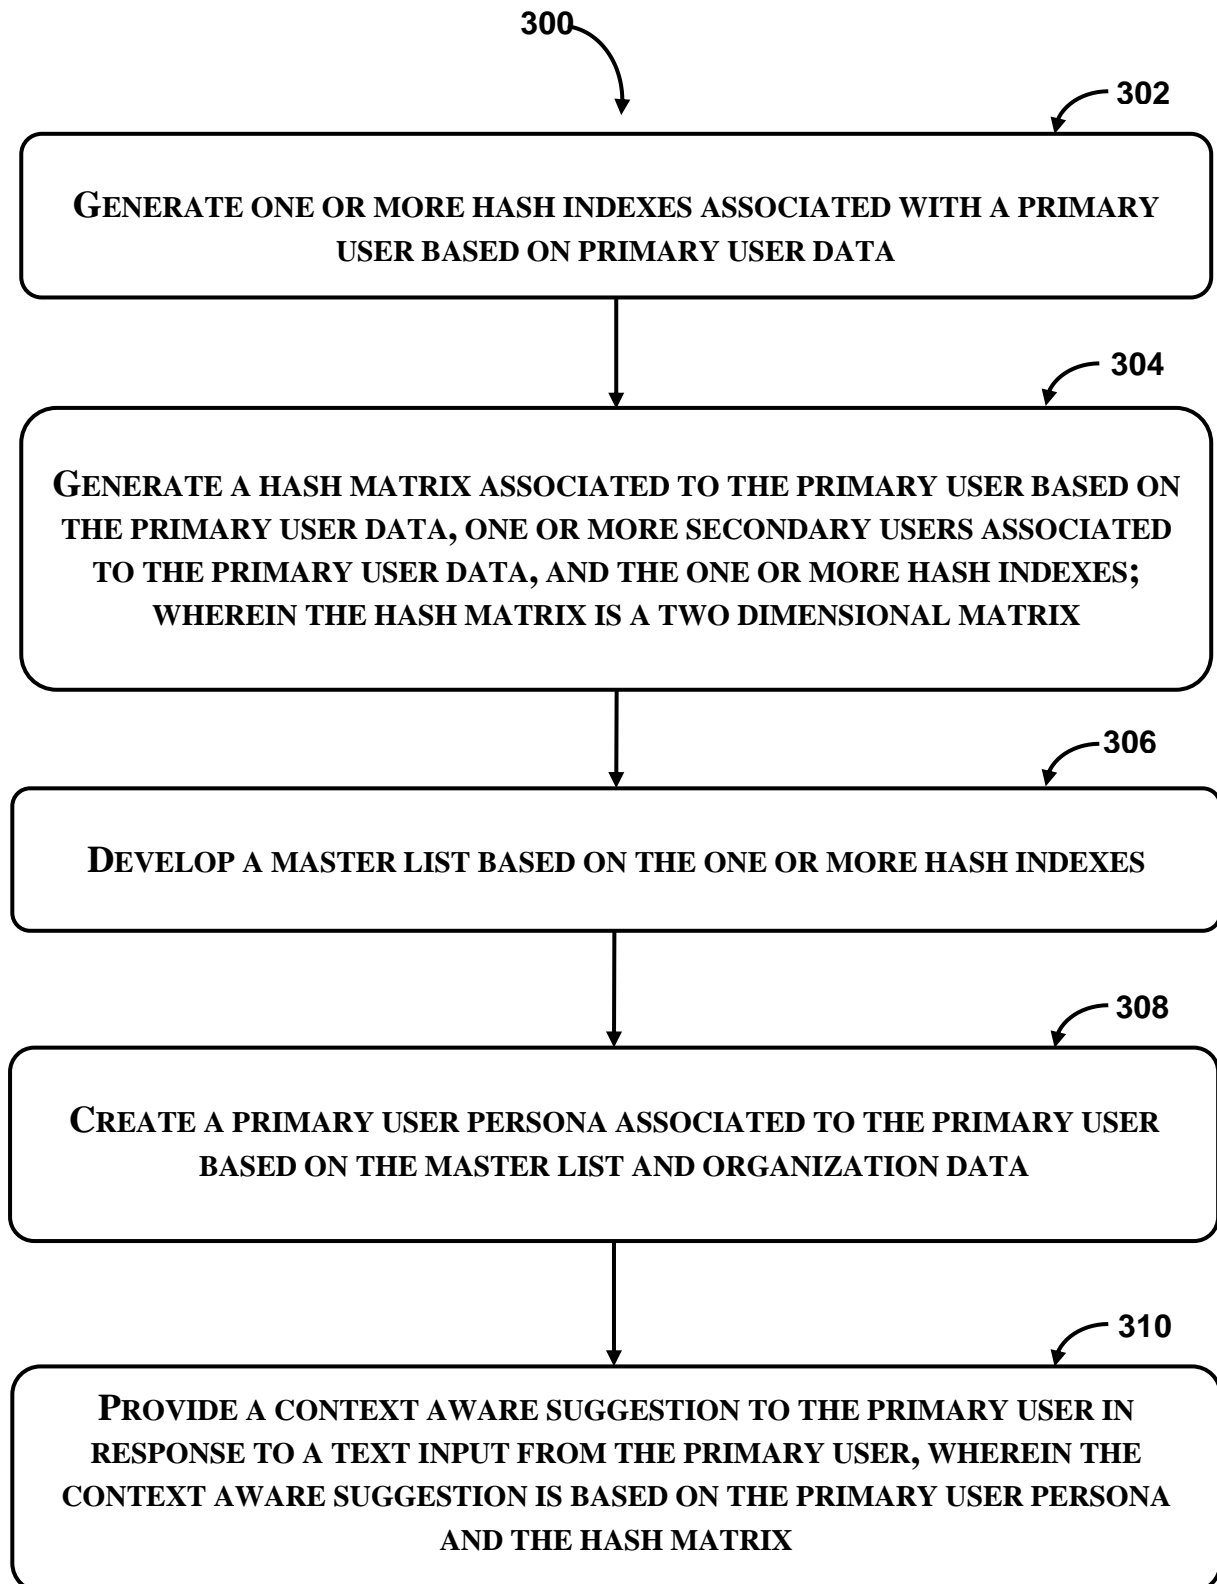 300
302
GENERATE ONE OR MORE HASH INDEXES ASSOCIATED WITH A PRIMARY
USER BASED ON PRIMARY USER DATA
304
GENERATE A HASH MATRIX ASSOCIATED TO THE PRIMARY USER BASED ON
THE PRIMARY USER DATA, ONE OR MORE SECONDARY USERS ASSOCIATED
TO THE PRIMARY USER DATA, AND THE ONE OR MORE HASH INDEXES;
WHEREIN THE HASH MATRIX IS A TWO DIMENSIONAL MATRIX
306
DEVELOP A MASTER LIST BASED ON THE ONE OR MORE HASH INDEXES
308
CREATE A PRIMARY USER PERSONA ASSOCIATED TO THE PRIMARY USER
BASED ON THE MASTER LIST AND ORGANIZATION DATA
310
PROVIDE A CONTEXT AWARE SUGGESTION TO THE PRIMARY USER IN
RESPONSE TO A TEXT INPUT FROM THE PRIMARY USER, WHEREIN THE
CONTEXT AWARE SUGGESTION IS BASED ON THE PRIMARY USER PERSONA
AND THE HASH MATRIX